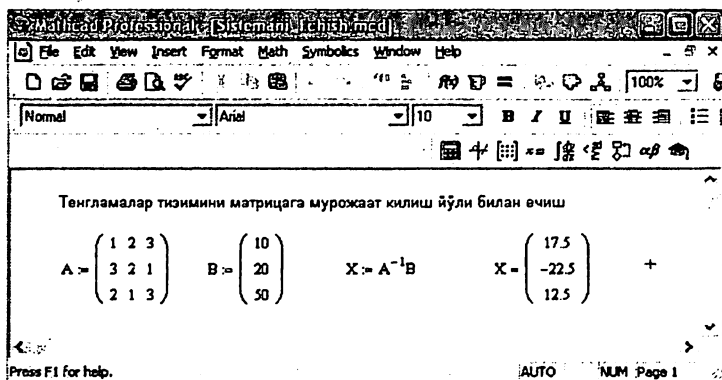 Mathcad Professional - [Sistemani_Echish.mcd]
File Edit View Insert Format Math Symbolics Window Help
100%
Normal Arial 10 B I U
Тенгламалар тизимини матрицага мурожаат килиш йўли билан ечиш
A := ( 1 2 3 3 2 1 2 1 3 ) B := ( 10 20 50 ) X := A⁻¹B X = ( 17.5 -22.5 12.5 )
Press F1 for help. AUTO NUM Page 1